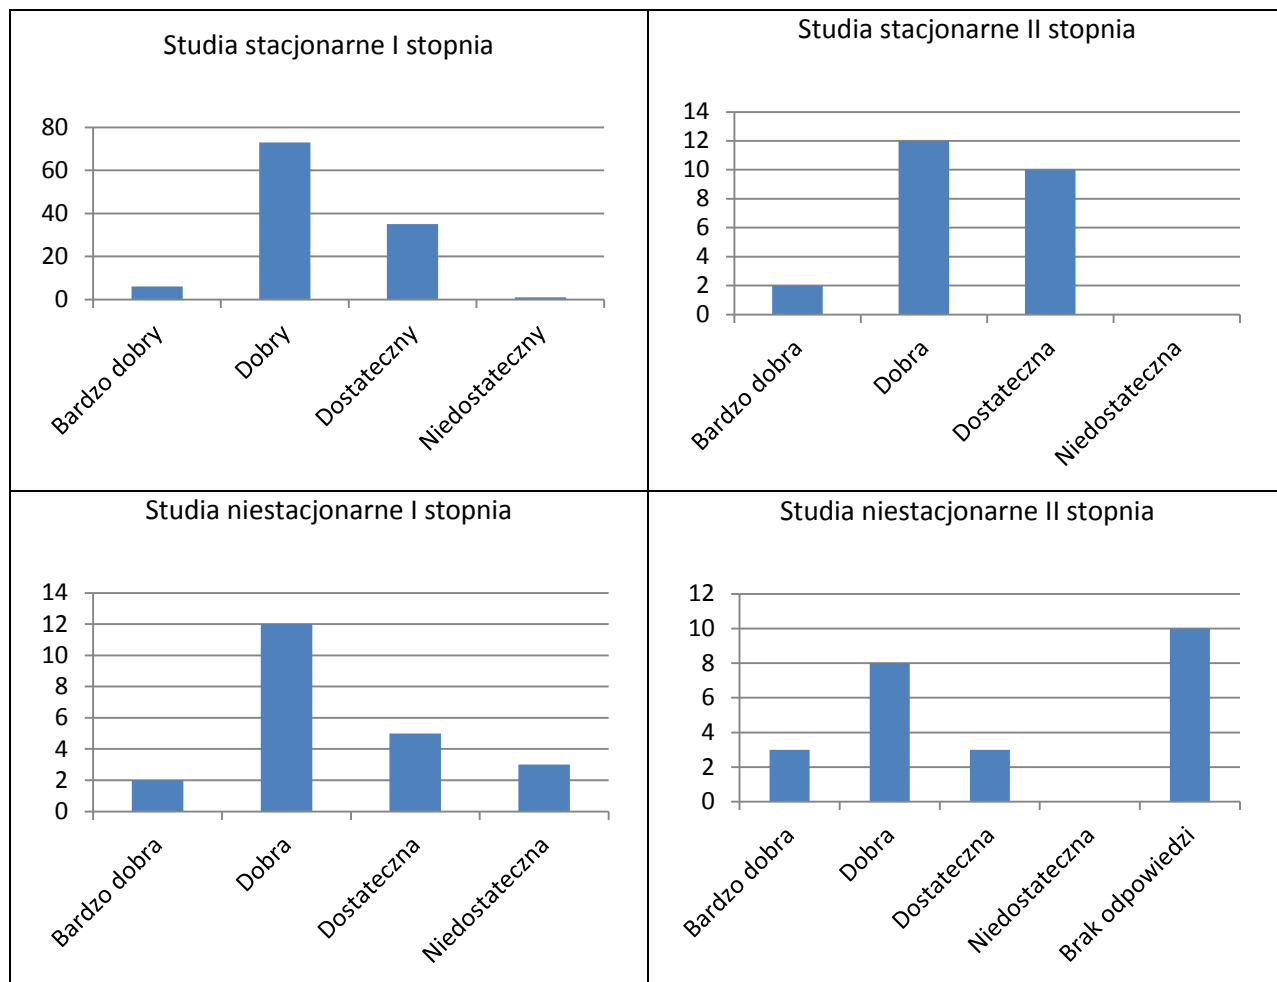 Studia stacjonarne I stopnia
80
60
40
20
0
Bardzo dobry
Dobry
Dostateczny
Niedostateczny
Studia stacjonarne II stopnia
14
12
10
8
6
4
2
0
Bardzo dobra
Dobra
Dostateczna
Niedostateczna
Studia niestacjonarne I stopnia
14
12
10
8
6
4
2
0
Bardzo dobra
Dobra
Dostateczna
Niedostateczna
Studia niestacjonarne II stopnia
12
10
8
6
4
2
0
Bardzo dobra
Dobra
Dostateczna
Niedostateczna
Brak odpowiedzi